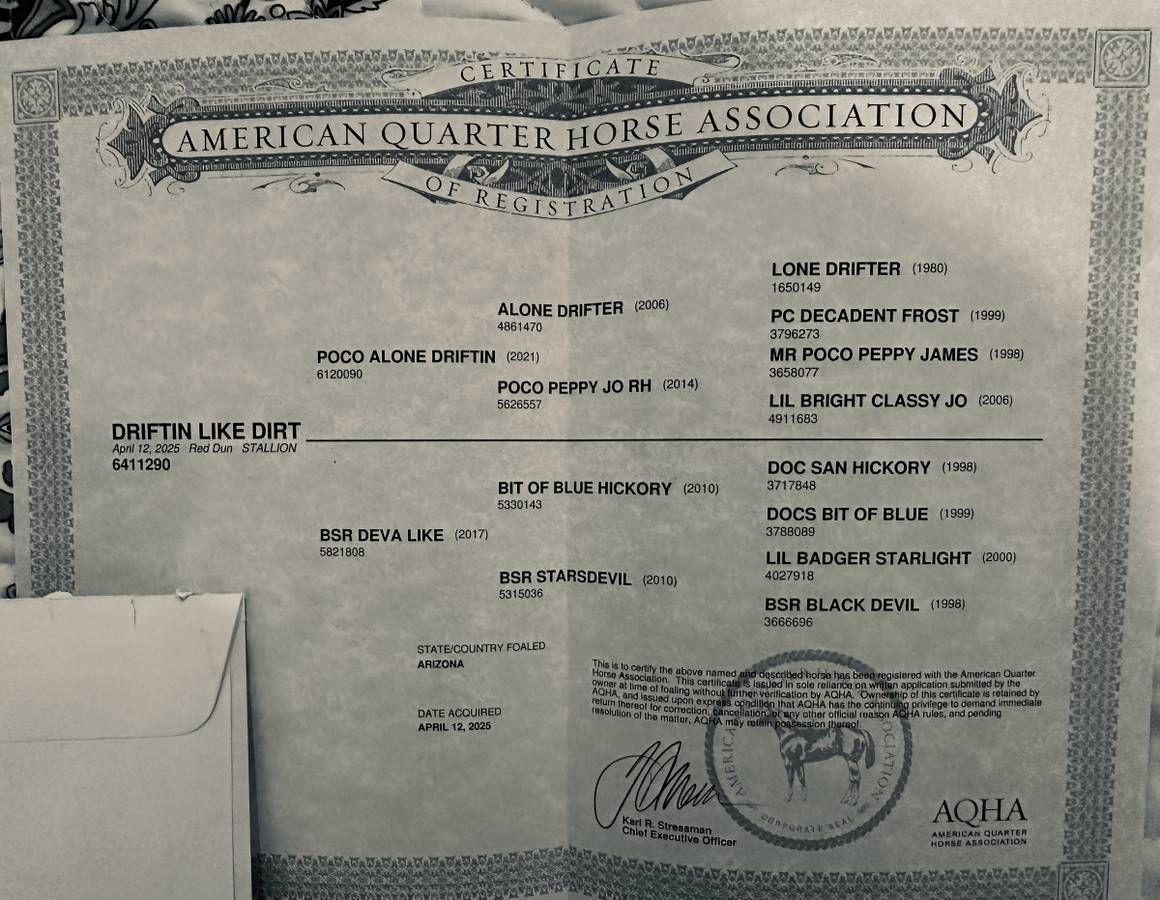 CERTIFICATE
AMERICAN QUARTER HORSE ASSOCIATION
OF REGISTRATION
LONE DRIFTER (1980)
1650149
ALONE DRIFTER (2006)
4861470
PC DECADENT FROST (1999)
3796273
POCO ALONE DRIFTIN (2021)
6120090
MR POCO PEPPY JAMES (1998)
3658077
POCO PEPPY JO RH (2014)
5626557
LIL BRIGHT CLASSY JO (2006)
4911683
DRIFTIN LIKE DIRT
April 12, 2025 Red Dun STALLION
6411290
DOC SAN HICKORY (1998)
3717848
BIT OF BLUE HICKORY (2010)
5330143
DOCS BIT OF BLUE (1999)
3788089
BSR DEVA LIKE (2017)
5821808
LIL BADGER STARLIGHT (2000)
4027918
BSR STARSDEVIL (2010)
5315036
BSR BLACK DEVIL (1998)
3666696
STATE/COUNTRY FOALED
ARIZONA
DATE ACQUIRED
APRIL 12, 2025
This is to certify the above named and described horse has been registered with the American Quarter
Horse Association. This certificate is issued in sole reliance on written application submitted by the
owner at time of foaling without further verification by AQHA. Ownership of this certificate is retained by
AQHA, and issued upon express condition that AQHA has the continuing privilege to demand immediate
return thereof for correction, cancellation, or any other official reason AQHA rules, and pending
resolution of the matter, AQHA may retain possession thereof.
AMERICAN
CORPORATE SEAL
Karl R. Stressman
Chief Executive Officer
AQHA
AMERICAN QUARTER
HORSE ASSOCIATION